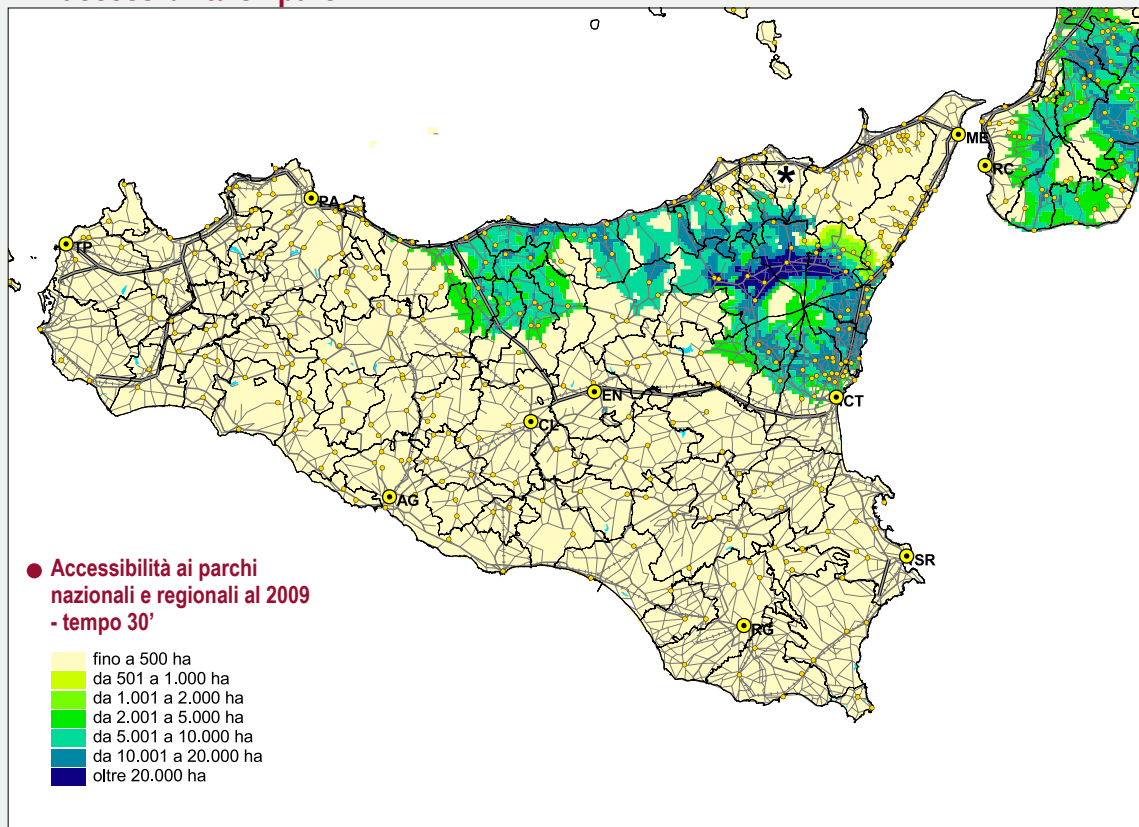 ME
RC
PA
TP
*
EN
CL
CT
AG
SR
RG
● Accessibilità ai parchi
nazionali e regionali al 2009
- tempo 30’
fino a 500 ha
da 501 a 1.000 ha
da 1.001 a 2.000 ha
da 2.001 a 5.000 ha
da 5.001 a 10.000 ha
da 10.001 a 20.000 ha
oltre 20.000 ha